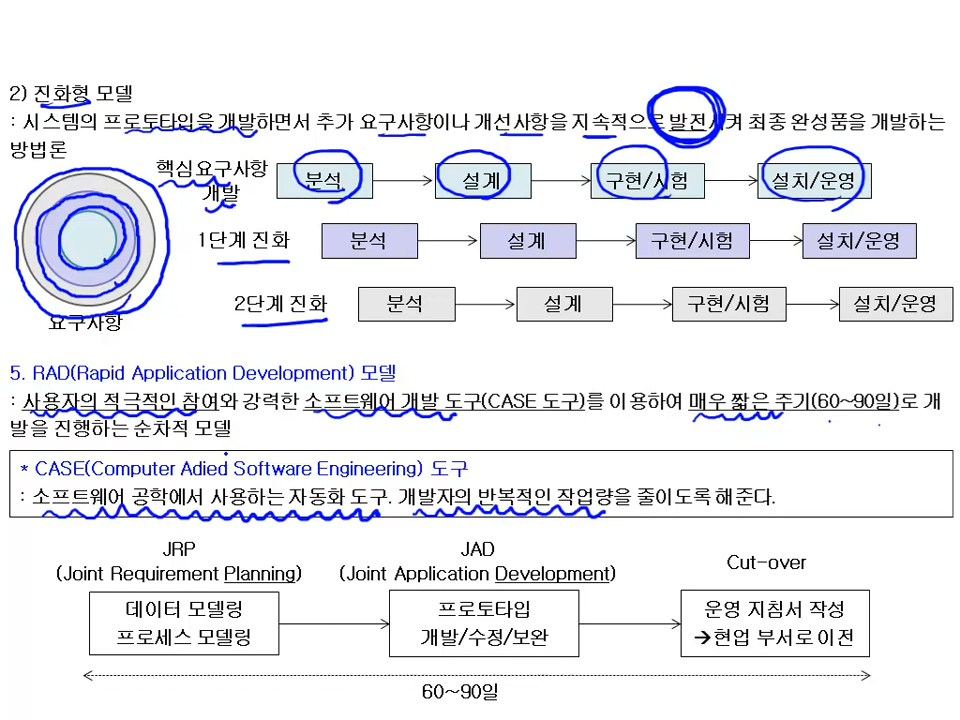 2) 진화형 모델
: 시스템의 프로토타입을 개발하면서 추가 요구사항이나 개선사항을 지속적으로 발전시켜 최종 완성품을 개발하는
방법론
핵심요구사항
개발
분석 설계 구현/시험 설치/운영
1단계 진화 분석 설계 구현/시험 설치/운영
2단계 진화 분석 설계 구현/시험 설치/운영
요구사항
5. RAD(Rapid Application Development) 모델
: 사용자의 적극적인 참여와 강력한 소프트웨어 개발 도구(CASE 도구)를 이용하여 매우 짧은 주기(60~90일)로 개
발을 진행하는 순차적 모델
* CASE(Computer Adied Software Engineering) 도구
: 소프트웨어 공학에서 사용하는 자동화 도구. 개발자의 반복적인 작업량을 줄이도록 해준다.
JRP
(Joint Requirement Planning)
데이터 모델링
프로세스 모델링
JAD
(Joint Application Development)
프로토타입
개발/수정/보완
Cut-over
운영 지침서 작성
→현업 부서로 이전
60~90일